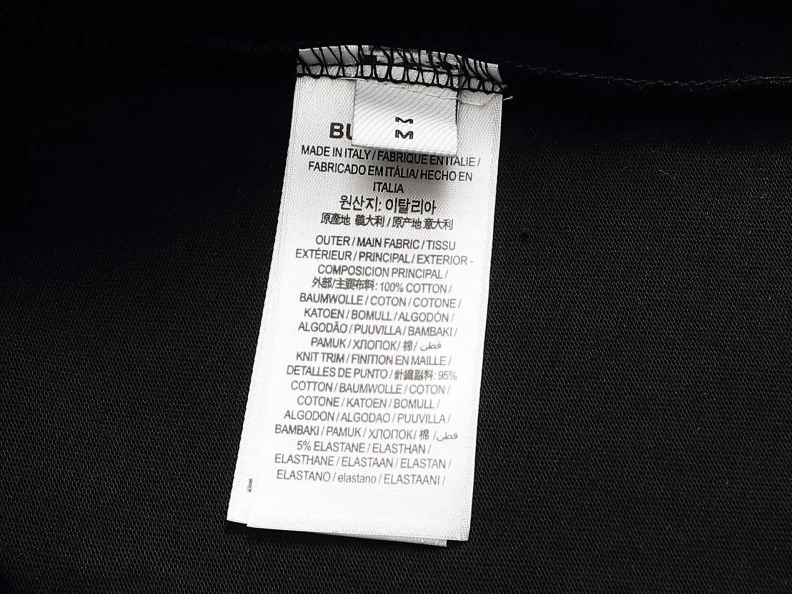 M
M
BU
MADE IN ITALY / FABRIQUE EN ITALIE /
FABRICADO EM ITÁLIA/ HECHO EN
ITALIA
원산지: 이탈리아
原產地 義大利 / 原产地 意大利
OUTER / MAIN FABRIC / TISSU
EXTÉRIEUR / PRINCIPAL / EXTERIOR -
COMPOSICION PRINCIPAL /
外部/主要布料: 100% COTTON /
BAUMWOLLE / COTON / COTONE /
KATOEN / BOMULL / ALGODÓN /
ALGODÃO / PUUVILLA / BAMBAKI /
PAMUK / ХЛОПОК/ 棉/ قطن /
KNIT TRIM / FINITION EN MAILLE /
DETALLES DE PUNTO / 針織副料: 95%
COTTON / BAUMWOLLE / COTON /
COTONE / KATOEN / BOMULL /
ALGODON / ALGODAO / PUUVILLA /
BAMBAKI / PAMUK / ХЛОПОК/ 棉 / قطن/
5% ELASTANE / ELASTHAN /
ELASTHANE / ELASTAAN / ELASTAN /
ELASTANO / elastano / ELASTAANI /